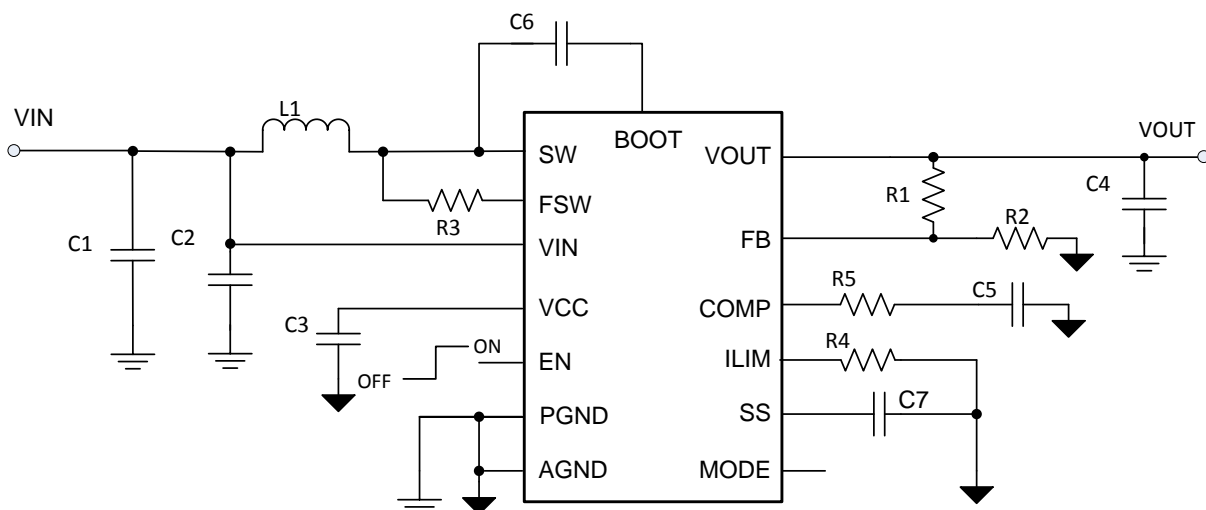 C6
VIN
L1
BOOT
VOUT
SW
VOUT
R1
C4
FSW
R3
C1
C2
VIN
FB
R2
VCC
COMP
R5
C5
C3
ON
EN
OFF
ILIM
R4
PGND
SS
C7
AGND
MODE